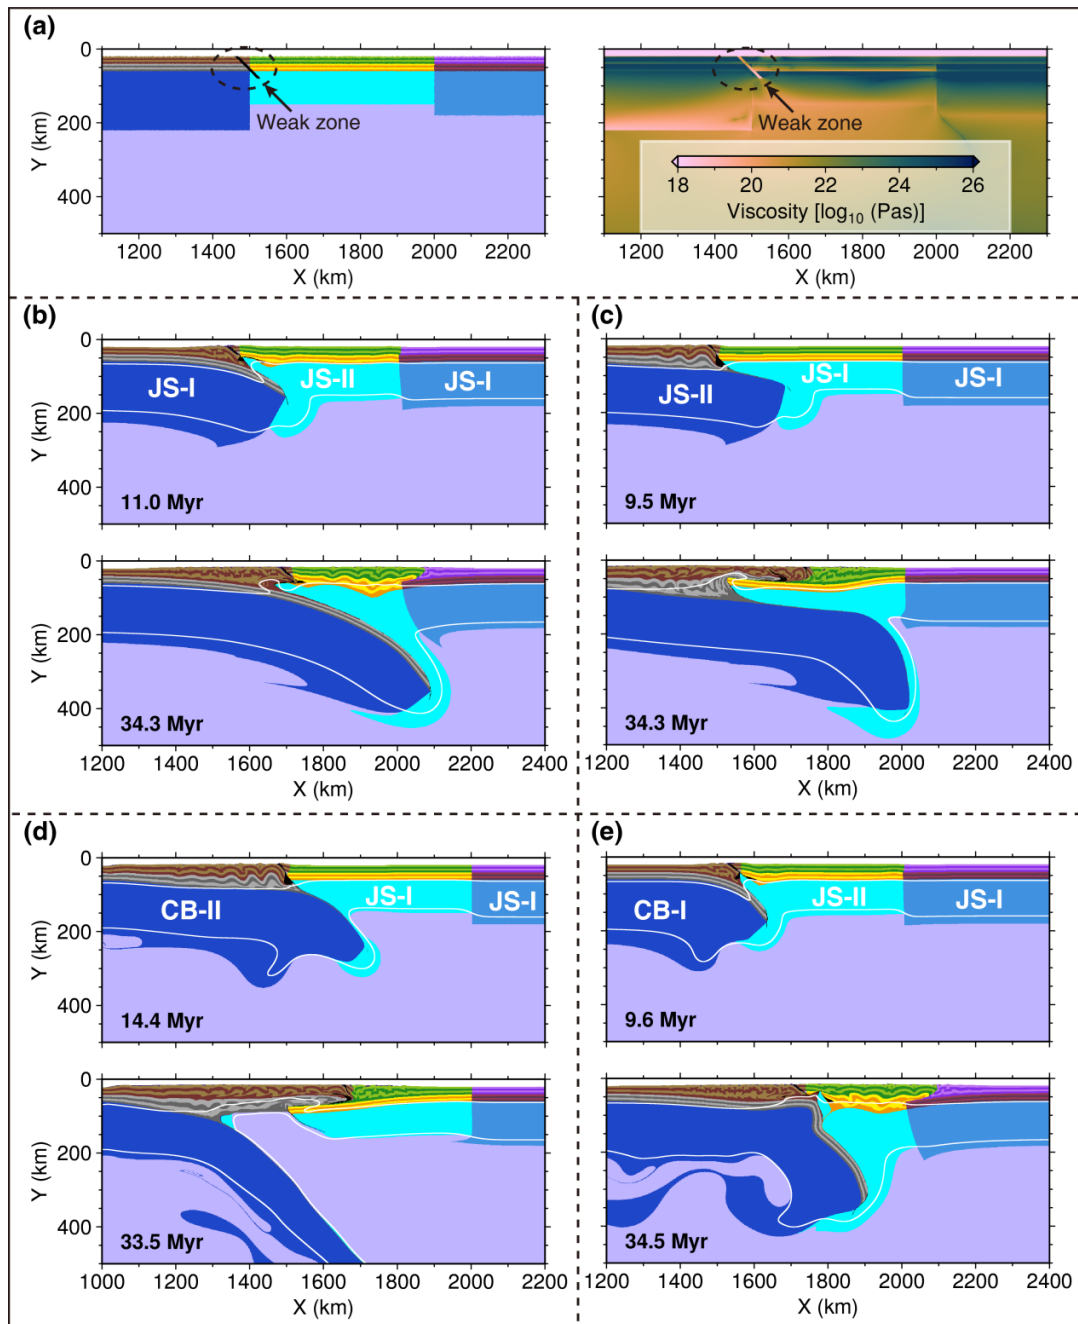 (a)
0
200
400
Y (km)
Weak zone
1200 1400 1600 1800 2000 2200
X (km)
Weak zone
18 20 22 24 26
Viscosity [log₁₀ (Pas)]
1200 1400 1600 1800 2000 2200
X (km)
(b)
0
200
400
Y (km)
JS-I
JS-II
JS-I
11.0 Myr
0
200
400
Y (km)
34.3 Myr
1200 1400 1600 1800 2000 2200
X (km)
(c)
JS-II
JS-I
JS-I
9.5 Myr
34.3 Myr
1200 1400 1600 1800 2000 2200 2400
X (km)
(d)
0
200
400
Y (km)
CB-II
JS-I
JS-I
14.4 Myr
0
200
400
Y (km)
33.5 Myr
1000 1200 1400 1600 1800 2000 2200
X (km)
(e)
CB-I
JS-II
JS-I
9.6 Myr
34.5 Myr
1200 1400 1600 1800 2000 2200 2400
X (km)